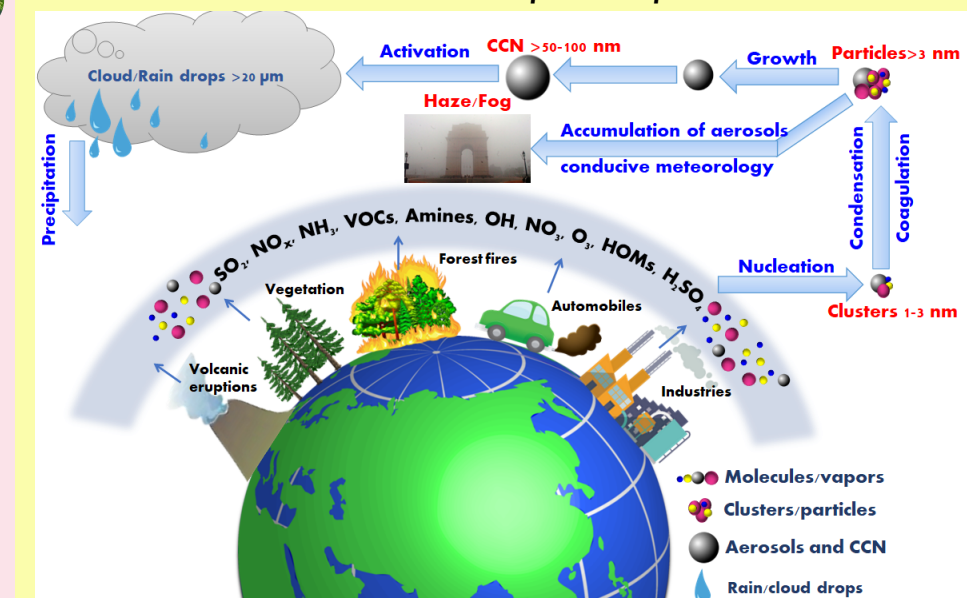 Activation
CCN >50-100 nm
Growth
Particles>3 nm
Cloud/Rain drops >20 µm
Haze/Fog
Accumulation of aerosols
conducive meteorology
Precipitation
Condensation
Coagulation
SO₂, NOₓ, NH₃, VOCs, Amines, OH, NO₃, O₃, HOMs, H₂SO₄
Nucleation
Clusters 1-3 nm
Forest fires
Vegetation
Automobiles
Volcanic
eruptions
Industries
Molecules/vapors
Clusters/particles
Aerosols and CCN
Rain/cloud drops